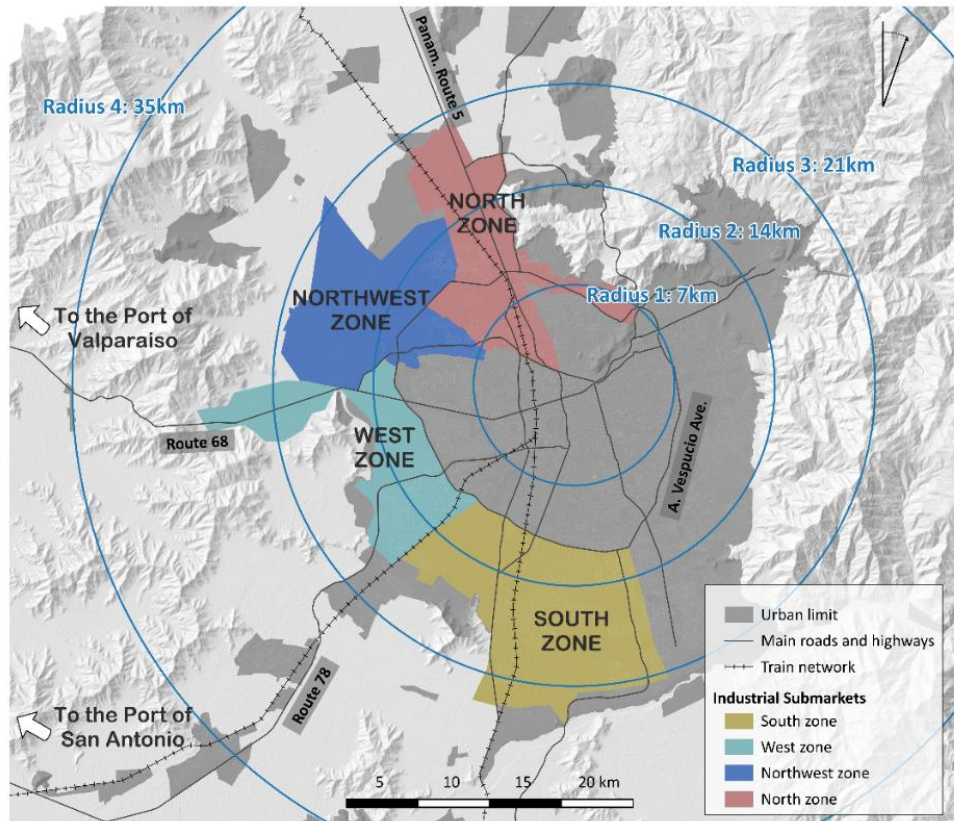 Panam. Route 5
Radius 4: 35km
Radius 3: 21km
NORTH
ZONE
Radius 2: 14km
NORTHWEST
ZONE
Radius 1: 7km
To the Port of
Valparaiso
Route 68
WEST
ZONE
A. Vespucio Ave.
SOUTH
ZONE
Route 78
To the Port of
San Antonio
Urban limit
Main roads and highways
Train network
Industrial Submarkets
South zone
West zone
Northwest zone
North zone
5 10 15 20 km